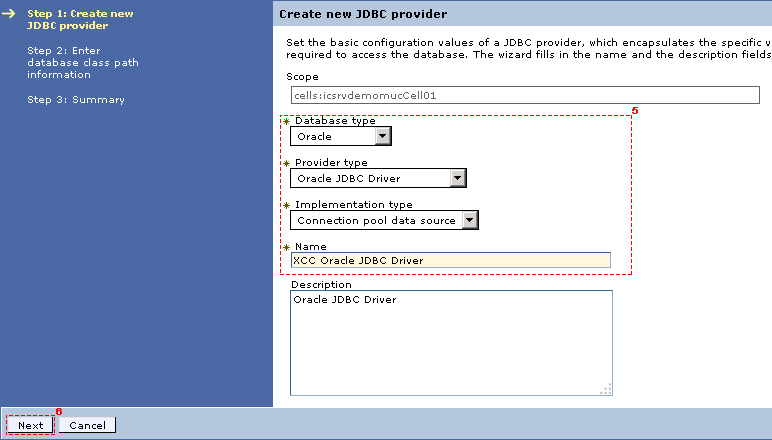 Step 1: Create new
JDBC provider
Step 2: Enter
database class path
information
Step 3: Summary
Create new JDBC provider
Set the basic configuration values of a JDBC provider, which encapsulates the specific v
required to access the database. The wizard fills in the name and the description fields
Scope
cells:icsrvdemomucCell01
5
* Database type
Oracle
* Provider type
Oracle JDBC Driver
* Implementation type
Connection pool data source
* Name
XCC Oracle JDBC Driver
Description
Oracle JDBC Driver
6
Next Cancel